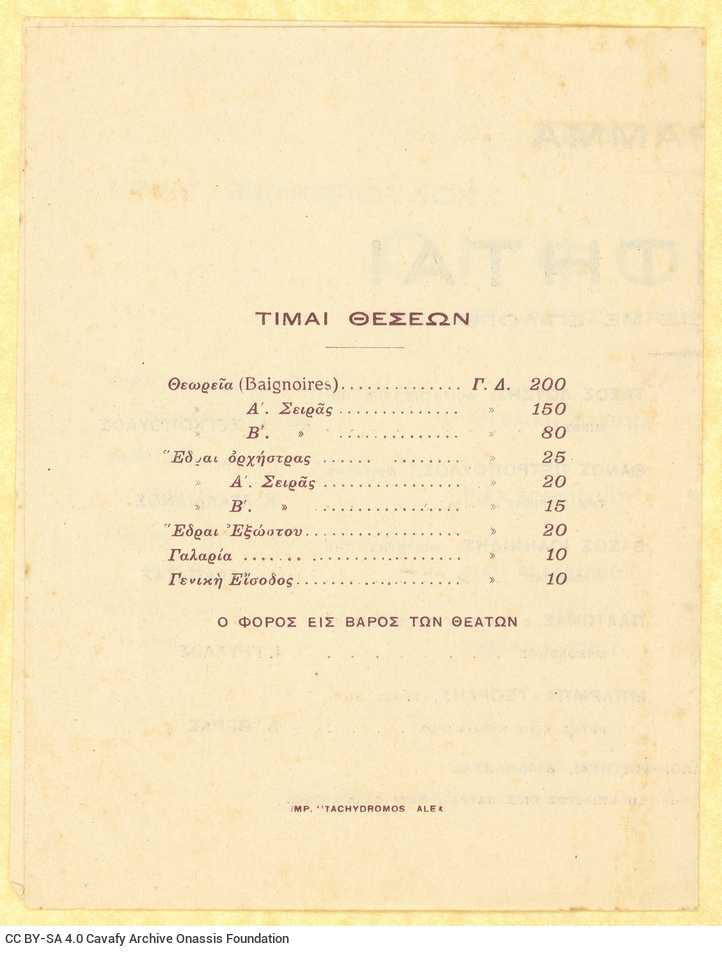 ΤΙΜΑΙ ΘΕΣΕΩΝ
Θεωρεῖα (Baignoires).............. Γ. Δ. 200
» Α΄. Σειρᾶς .............. » 150
» Β΄. » .............. » 80
Ἕδραι ὀρχήστρας ...... ........ » 25
» Α΄. Σειρᾶς ................ » 20
» Β΄. » ................ » 15
Ἕδραι Ἐξώστου.................. » 20
Γαλαρία ....... ................. » 10
Γενικὴ Εἴσοδος................... » 10
Ο ΦΟΡΟΣ ΕΙΣ ΒΑΡΟΣ ΤΩΝ ΘΕΑΤΩΝ
IMP. "TACHYDROMOS ALEX
CC BY-SA 4.0 Cavafy Archive Onassis Foundation